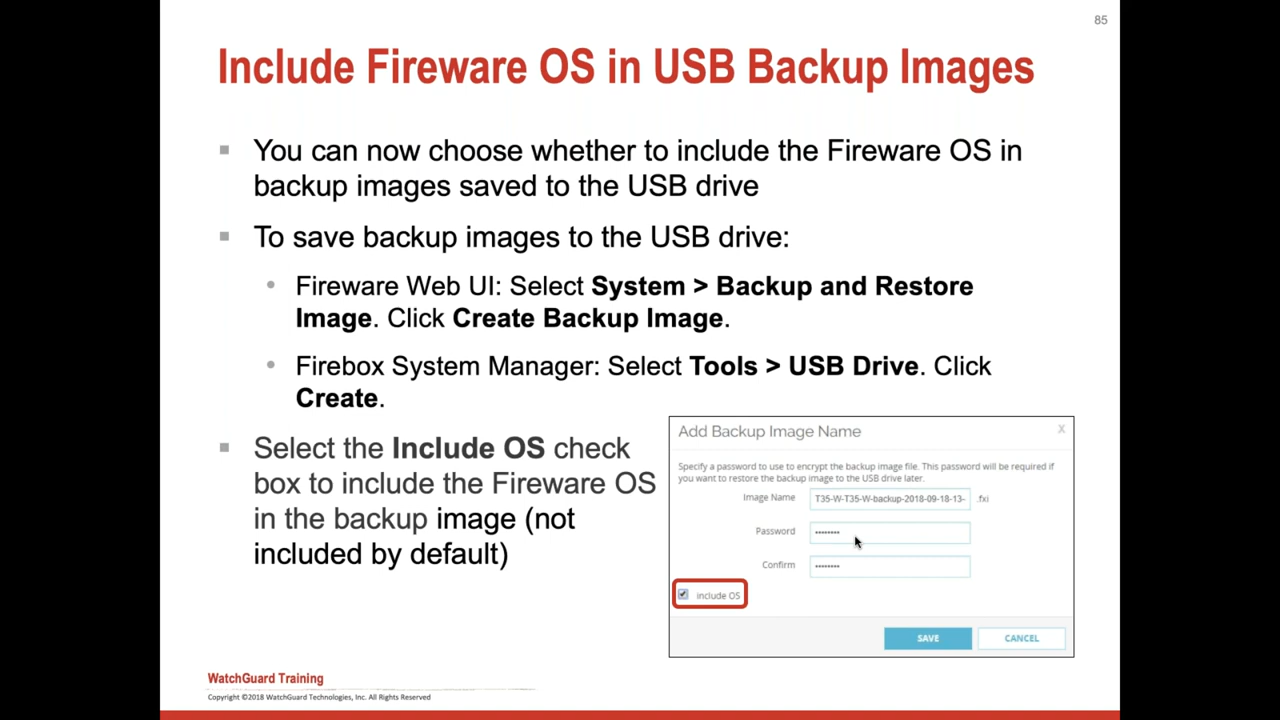 85
Include Fireware OS in USB Backup Images
You can now choose whether to include the Fireware OS in
backup images saved to the USB drive
To save backup images to the USB drive:
Fireware Web UI: Select System > Backup and Restore
Image. Click Create Backup Image.
Firebox System Manager: Select Tools > USB Drive. Click
Create.
Select the Include OS check
box to include the Fireware OS
in the backup image (not
included by default)
Add Backup Image Name
X
Specify a password to use to encrypt the backup image file. This password will be required if
you want to restore the backup image to the USB drive later.
Image Name T35-W-T35-W-backup-2018-09-18-13- .fxi
Password ••••••••
Confirm ••••••••
include OS
SAVE CANCEL
WatchGuard Training
Copyright ©2018 WatchGuard Technologies, Inc. All Rights Reserved